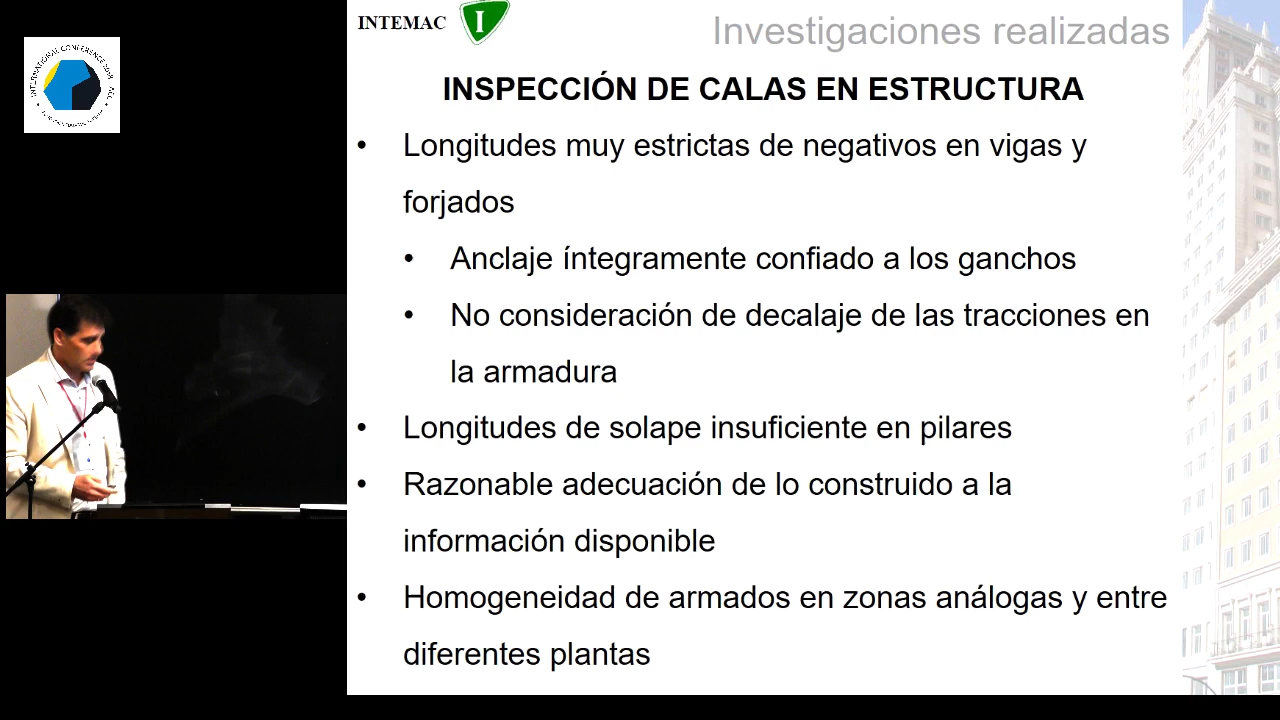 INTEMAC
I
Investigaciones realizadas
INSPECCIÓN DE CALAS EN ESTRUCTURA
• Longitudes muy estrictas de negativos en vigas y
forjados
• Anclaje íntegramente confiado a los ganchos
• No consideración de decalaje de las tracciones en
la armadura
• Longitudes de solape insuficiente en pilares
• Razonable adecuación de lo construido a la
información disponible
• Homogeneidad de armados en zonas análogas y entre
diferentes plantas
INTERNATIONAL CONFERENCE